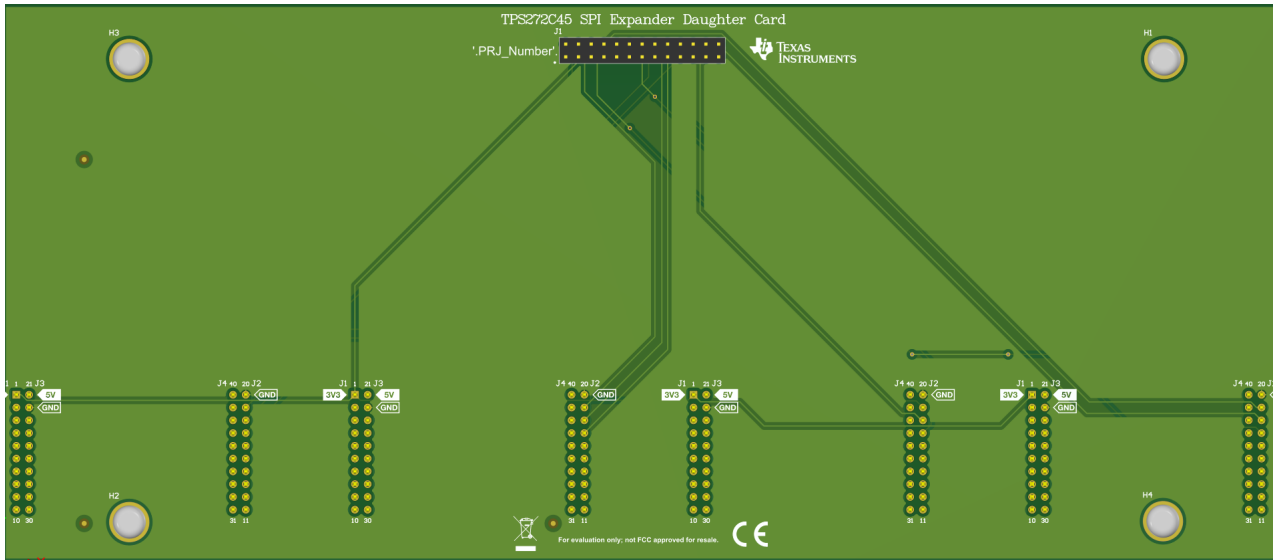 TPS272C45 SPI Expander Daughter Card
H3
J1
H1
'.PRJ_Number'.
TEXAS
INSTRUMENTS
1 1 21 J3
5V
GND
J4 40 20 J2
GND
J1 1 21 J3
3V3
5V
GND
J4 40 20 J2
GND
J1 1 21 J3
3V3
5V
GND
J4 40 20 J2
GND
J1 1 21 J3
3V3
5V
GND
J4 40 20 J
H2
H4
10 30
31 11
10 30
31 11
10 30
31 11
10 30
31 11
For evaluation only; not FCC approved for resale.
CE